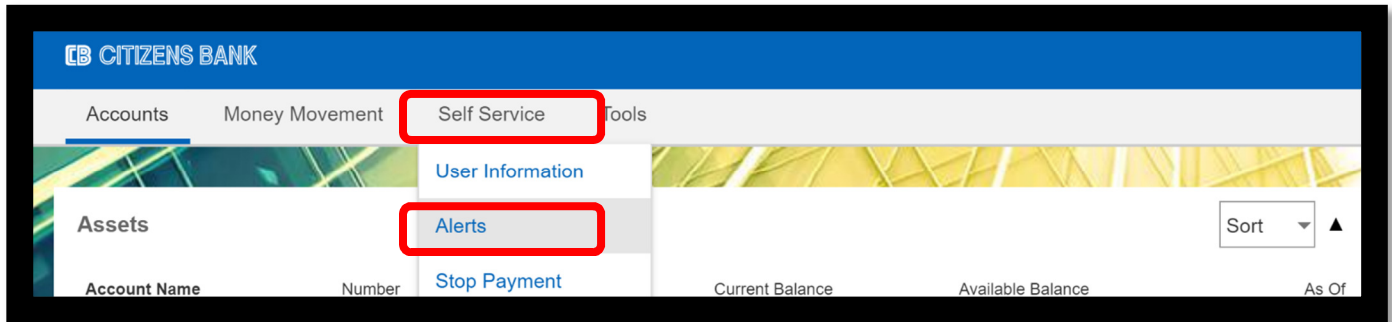 CB CITIZENS BANK
Accounts Money Movement Self Service Tools
User Information
Assets Alerts Sort
Stop Payment
Account Name Number Current Balance Available Balance As Of